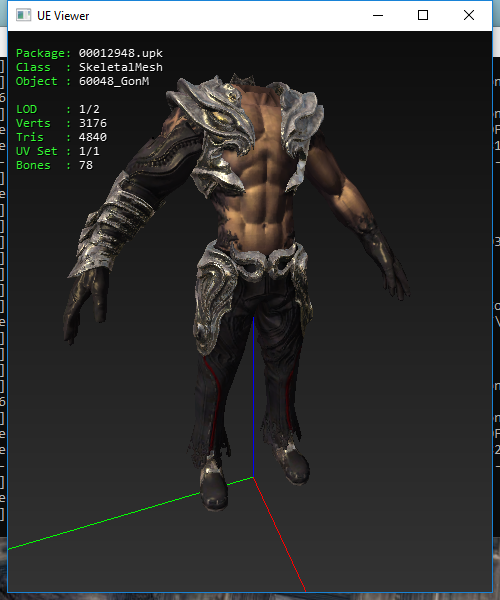 UE Viewer
Package: 00012948.upk
Class : SkeletalMesh
Object : 60048_GonM
LOD : 1/2
Verts : 3176
Tris : 4840
UV Set : 1/1
Bones : 78